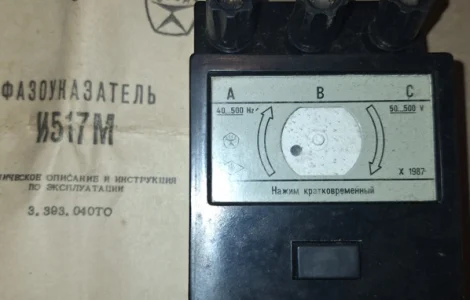 ФАЗОУКАЗАТЕЛЬ
И517М
ИЧЕСКОЕ ОПИСАНИЕ И ИНСТРУКЦИЯ
ПО ЭКСПЛУАТАЦИИ
3.393.040ТО
A B C
40...500 Hz
50...500 V
X 1987
Нажим кратковременный